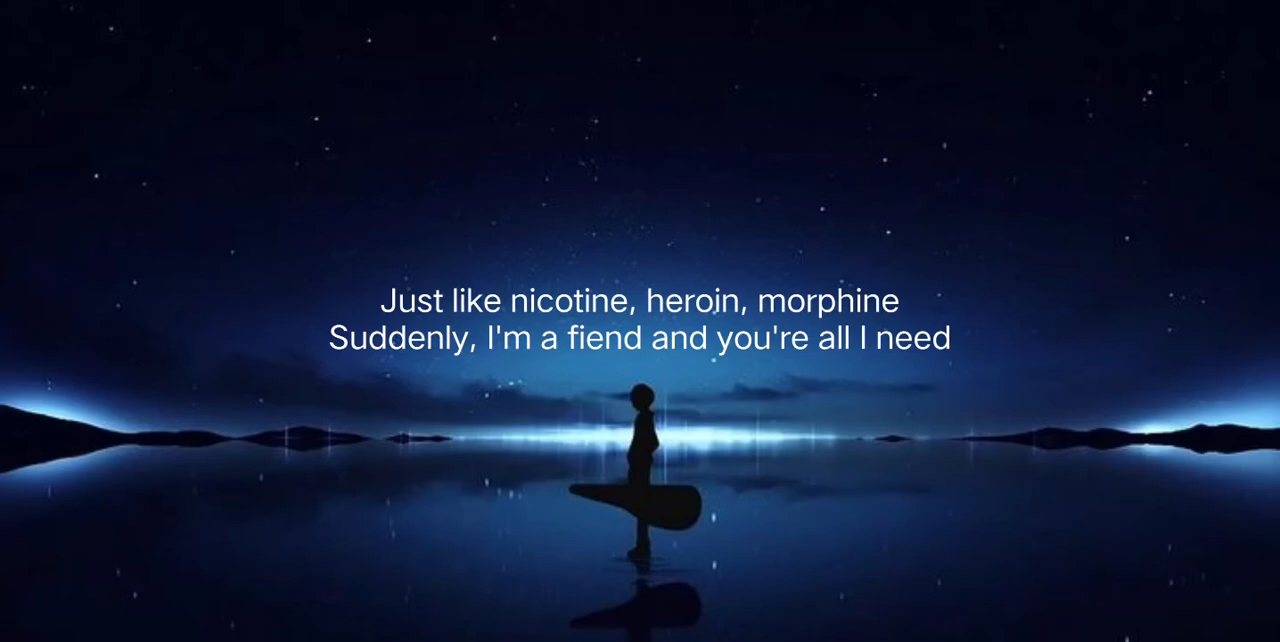 Just like nicotine, heroin, morphine
Suddenly, I'm a fiend and you're all I need